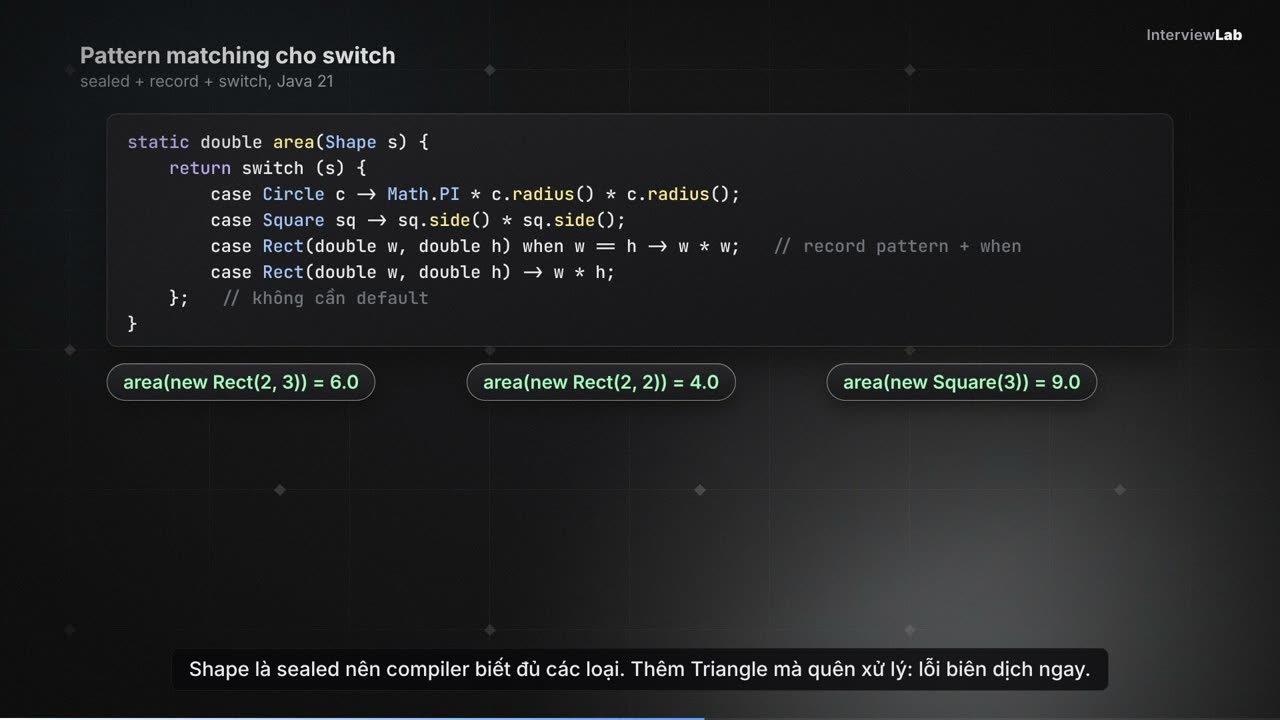 Pattern matching cho switch
InterviewLab
sealed + record + switch, Java 21
static double area(Shape s) {
    return switch (s) {
        case Circle c -> Math.PI * c.radius() * c.radius();
        case Square sq -> sq.side() * sq.side();
        case Rect(double w, double h) when w == h -> w * w;   // record pattern + when
        case Rect(double w, double h) -> w * h;
    };   // không cần default
}
area(new Rect(2, 3)) = 6.0
area(new Rect(2, 2)) = 4.0
area(new Square(3)) = 9.0
Shape là sealed nên compiler biết đủ các loại. Thêm Triangle mà quên xử lý: lỗi biên dịch ngay.